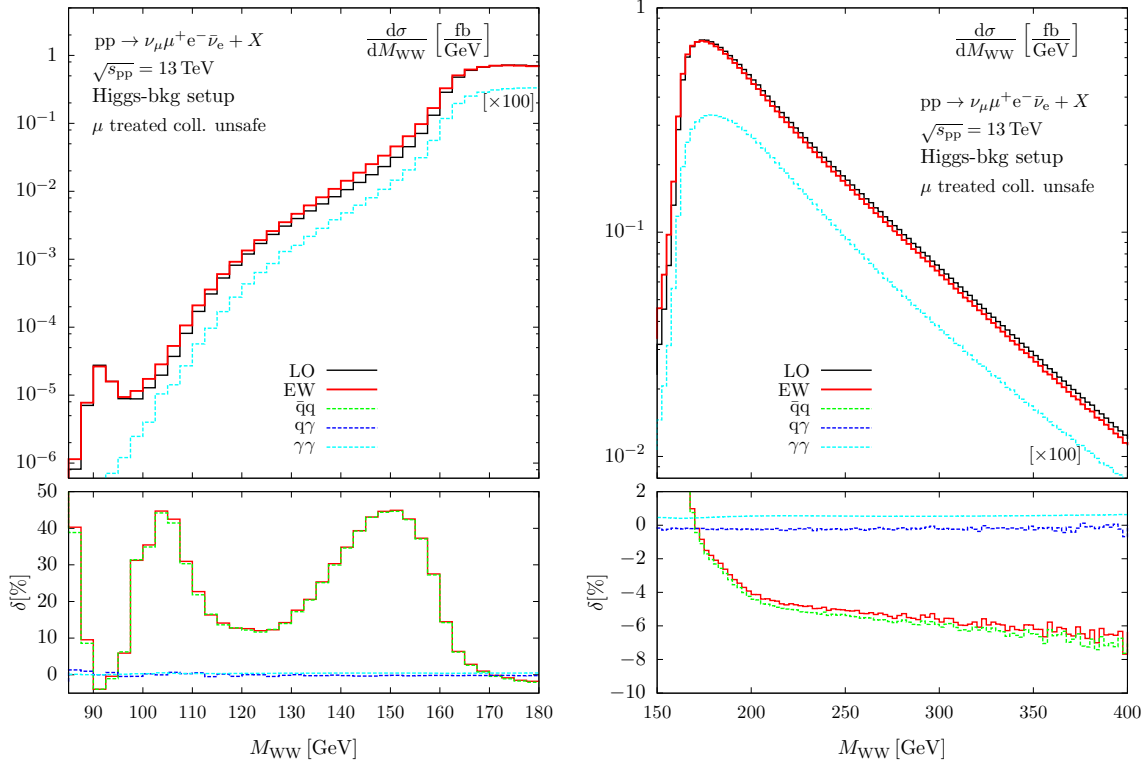 pp → ν_μμ⁺e⁻ν̄ₑ + X
√s_pp = 13 TeV
Higgs-bkg setup
μ treated coll. unsafe
dσ/dM_WW [fb/GeV]
[×100]
1
10⁻¹
10⁻²
10⁻³
10⁻⁴
10⁻⁵
10⁻⁶
LO
EW
q̄q
qγ
γγ
50
40
30
20
10
0
δ[%]
90 100 110 120 130 140 150 160 170 180
M_WW [GeV]
dσ/dM_WW [fb/GeV]
pp → ν_μμ⁺e⁻ν̄ₑ + X
√s_pp = 13 TeV
Higgs-bkg setup
μ treated coll. unsafe
1
10⁻¹
10⁻²
LO
EW
q̄q
qγ
γγ
[×100]
2
0
−2
−4
−6
−8
−10
δ[%]
150 200 250 300 350 400
M_WW [GeV]